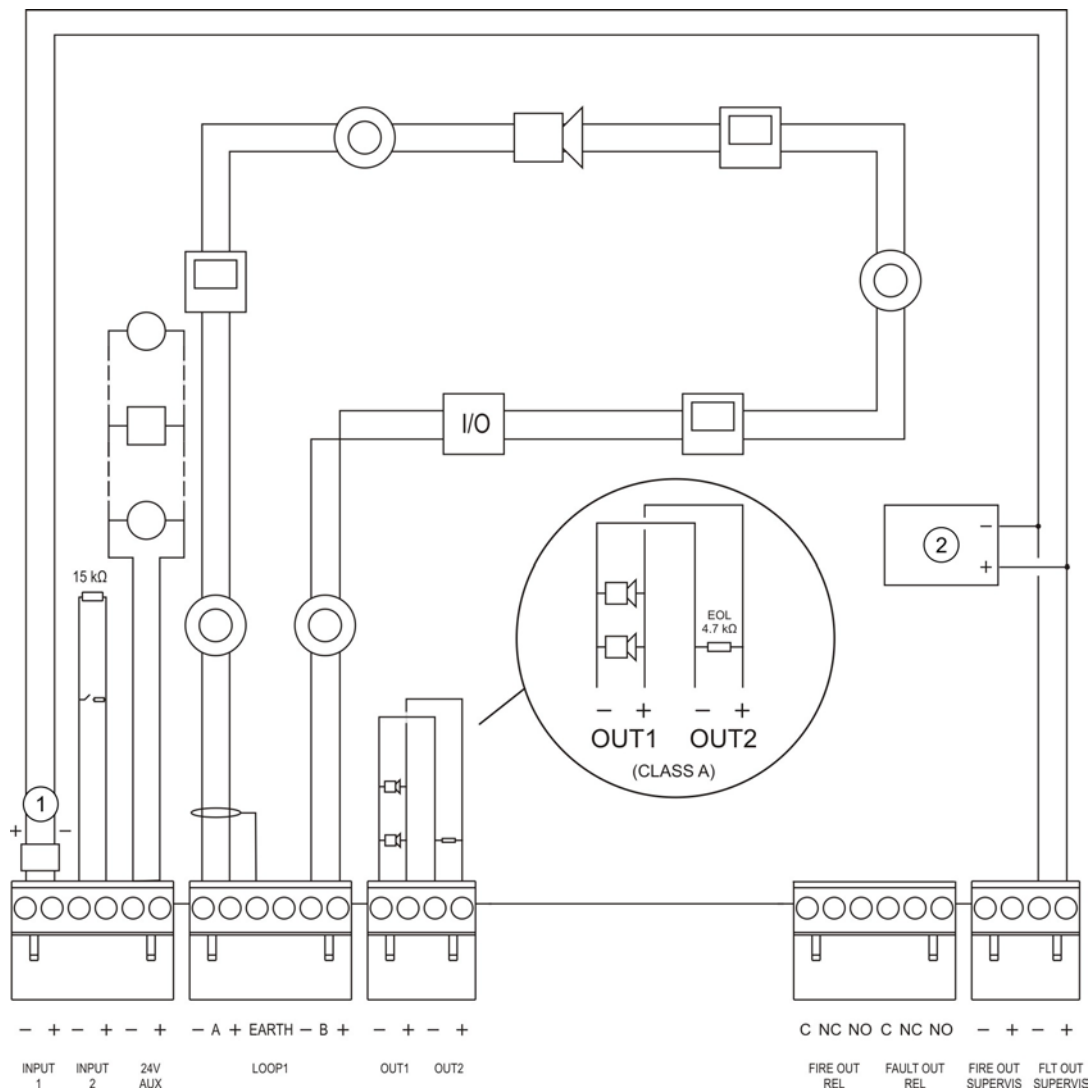 I/O
2
−
+
15 kΩ
EOL
4.7 kΩ
− + − +
OUT1 OUT2
(CLASS A)
1
+ −
− + − + − + − A + EARTH − B + − + − + C NC NO C NC NO − + − +
INPUT
1
INPUT
2
24V
AUX
LOOP1
OUT1
OUT2
FIRE OUT
REL
FAULT OUT
REL
FIRE OUT
SUPERVIS
FLT OUT
SUPERVIS